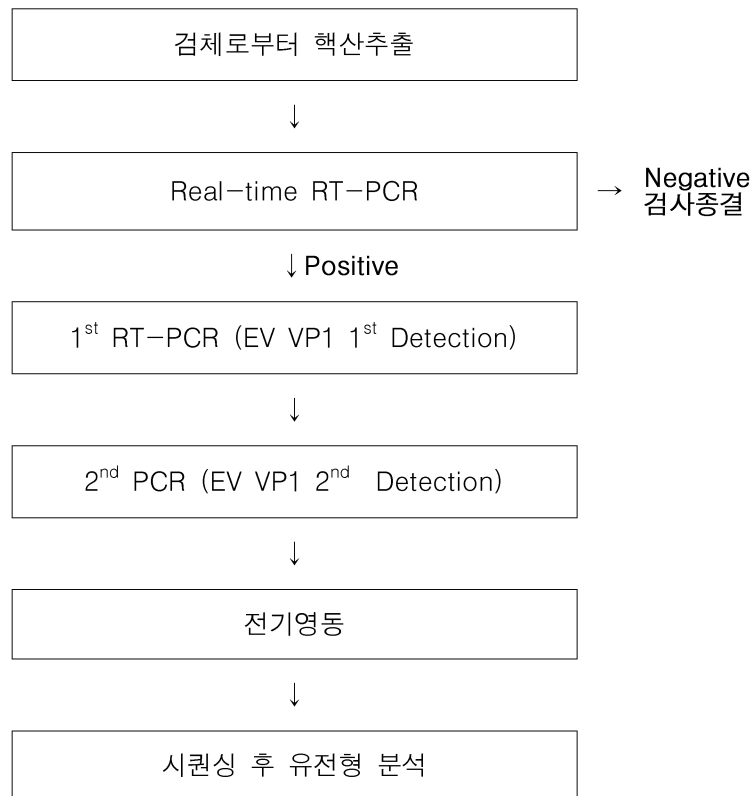 검체로부터 핵산추출
↓
Real-time RT-PCR → Negative
검사종결
↓ Positive
1st RT-PCR (EV VP1 1st Detection)
↓
2nd PCR (EV VP1 2nd Detection)
↓
전기영동
↓
시퀀싱 후 유전형 분석